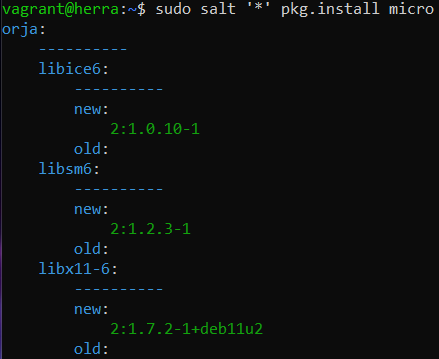 vagrant@herra:~$ sudo salt '*' pkg.install micro
orja:
    ----------
    libice6:
        ----------
        new:
            2:1.0.10-1
        old:
    libsm6:
        ----------
        new:
            2:1.2.3-1
        old:
    libx11-6:
        ----------
        new:
            2:1.7.2-1+deb11u2
        old: